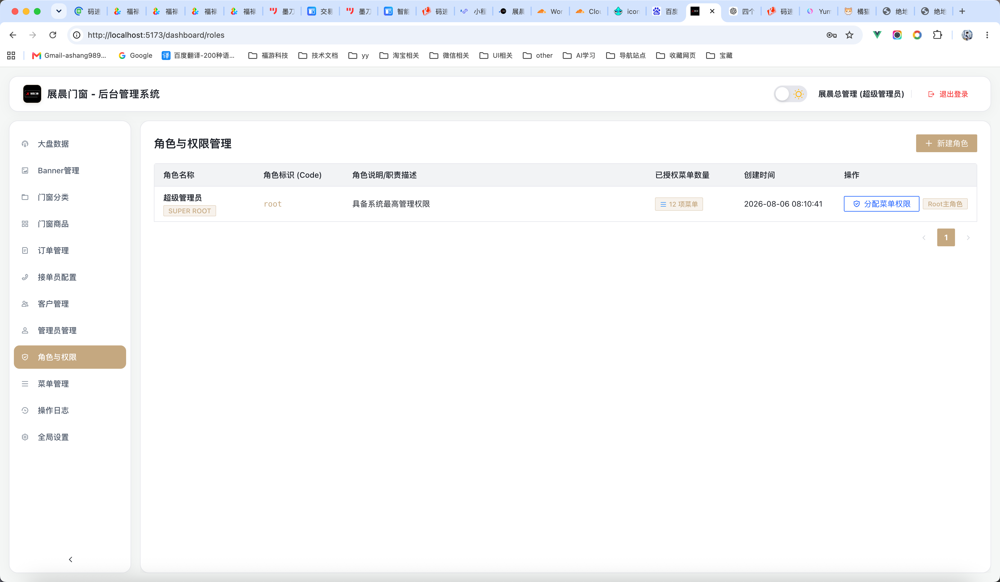 码速 福禄 福禄 福禄 福禄 墨刀 交易 墨刀 智能 码速 小程 展晨 Wor Clou icon 百度 四个 码速 Yum 橘猫 绝地 绝地
http://localhost:5173/dashboard/roles
Gmail-ashang989... Google 百度翻译-200种语... 福游科技 技术文档 yy 淘宝相关 微信相关 UI相关 other AI学习 导航站点 收藏网页 宝藏
展晨门窗 - 后台管理系统
展晨总管理 (超级管理员)
退出登录
大盘数据
Banner管理
门窗分类
门窗商品
订单管理
接单员配置
客户管理
管理员管理
角色与权限
菜单管理
操作日志
全局设置
角色与权限管理
新建角色
角色名称 角色标识 (Code) 角色说明/职责描述 已授权菜单数量 创建时间 操作
超级管理员
SUPER ROOT
root 具备系统最高管理权限 12 项菜单 2026-08-06 08:10:41 分配菜单权限 Root主角色
1